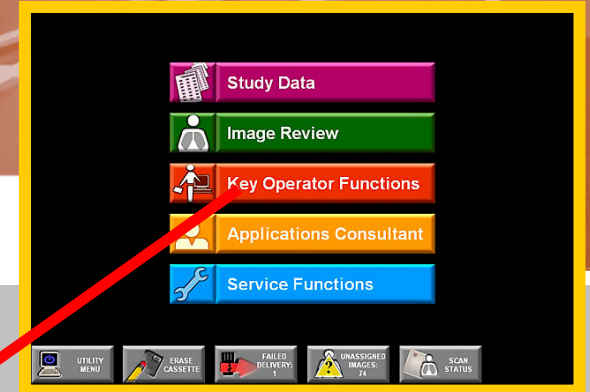 Study Data
Image Review
Key Operator Functions
Applications Consultant
Service Functions
UTILITY
MENU
ERASE
CASSETTE
FAILED
DELIVERY:
1
UNASSIGNED
IMAGES:
74
SCAN
STATUS